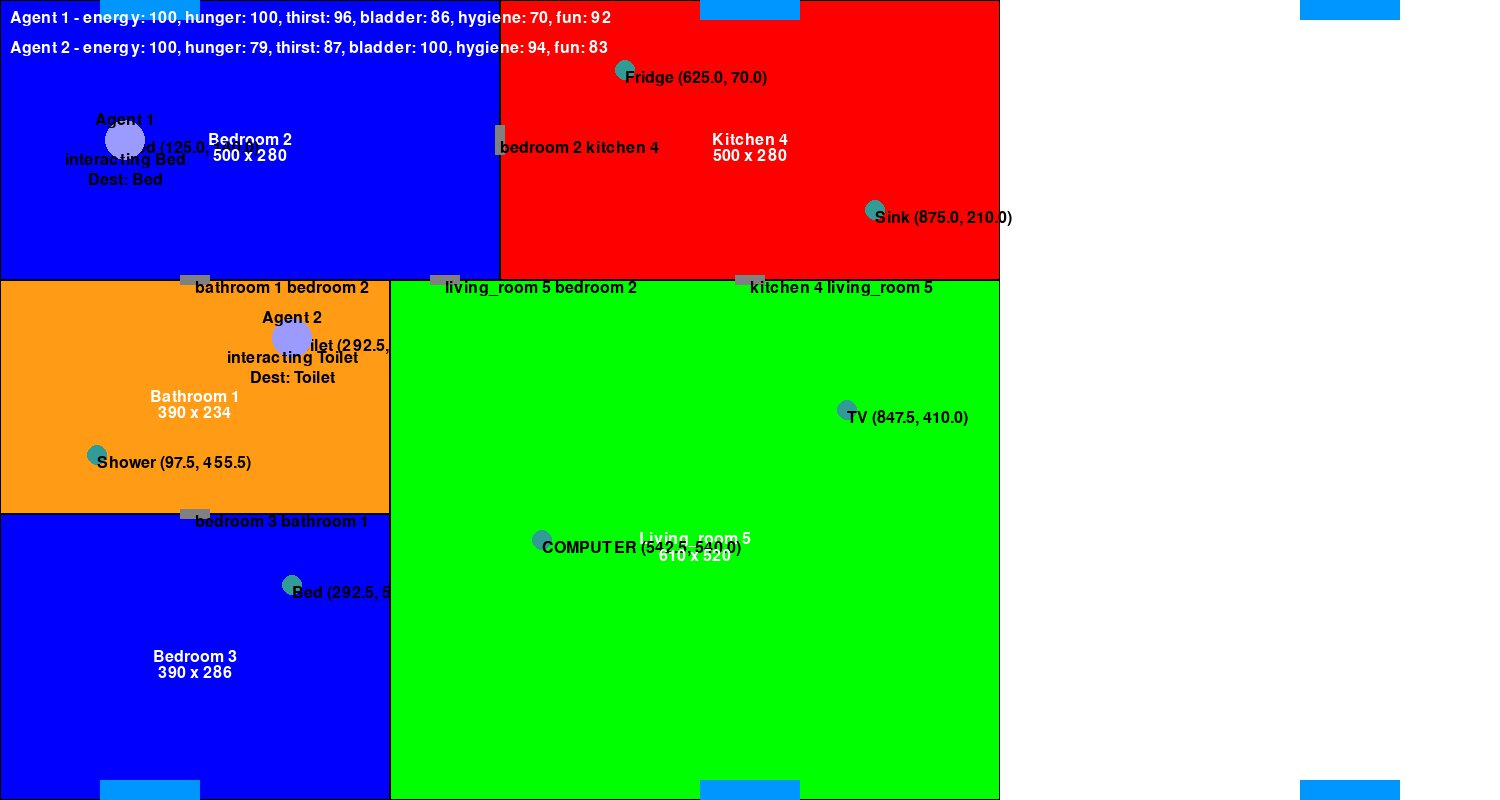 Agent 1 - energy: 100, hunger: 100, thirst: 96, bladder: 86, hygiene: 70, fun: 92
Agent 2 - energy: 100, hunger: 79, thirst: 87, bladder: 100, hygiene: 94, fun: 83
Fridge (625.0, 70.0)
Agent 1
Bedroom 2
500 x 280
bedroom 2 kitchen 4
Kitchen 4
500 x 280
interacting Bed
Dest: Bed
Sink (875.0, 210.0)
bathroom 1 bedroom 2
living_room 5 bedroom 2
kitchen 4 living_room 5
Agent 2
interacting Toilet
Dest: Toilet
Bathroom 1
390 x 234
TV (847.5, 410.0)
Shower (97.5, 455.5)
bedroom 3 bathroom 1
Living_room 5
610 x 520
COMPUTER (542.5, 540.0)
Bed (292.5, 5
Bedroom 3
390 x 286